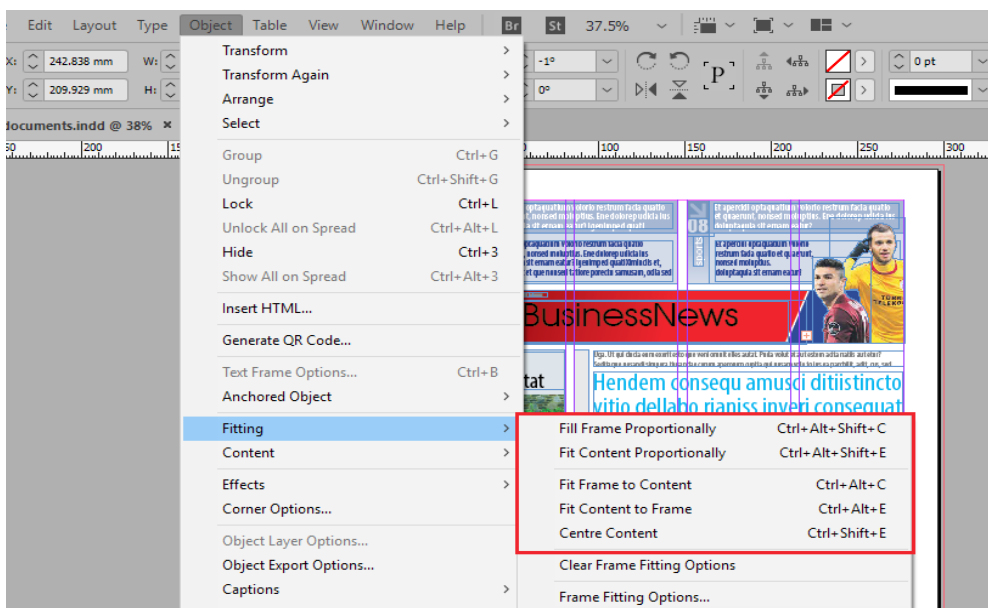 Edit Layout Type Object Table View Window Help Br St 37.5%
X: 242.838 mm W: -1° 0 pt
Y: 209.929 mm H: 0° P
documents.indd @ 38% ×
50 200 15 100 150 200 250 300
Transform
Transform Again
Arrange
Select
Group Ctrl+G
Ungroup Ctrl+Shift+G
Lock Ctrl+L
Unlock All on Spread Ctrl+Alt+L
Hide Ctrl+3
Show All on Spread Ctrl+Alt+3
Insert HTML...
Generate QR Code...
Text Frame Options... Ctrl+B
Anchored Object
Fitting
Content
Effects
Corner Options...
Object Layer Options...
Object Export Options...
Captions
Fill Frame Proportionally Ctrl+Alt+Shift+C
Fit Content Proportionally Ctrl+Alt+Shift+E
Fit Frame to Content Ctrl+Alt+C
Fit Content to Frame Ctrl+Alt+E
Centre Content Ctrl+Shift+E
Clear Frame Fitting Options
Frame Fitting Options...
08
Sports
BusinessNews
tat
Hendem consequ amusci ditiistincto
vitio dellabo rianiss inveri consequat